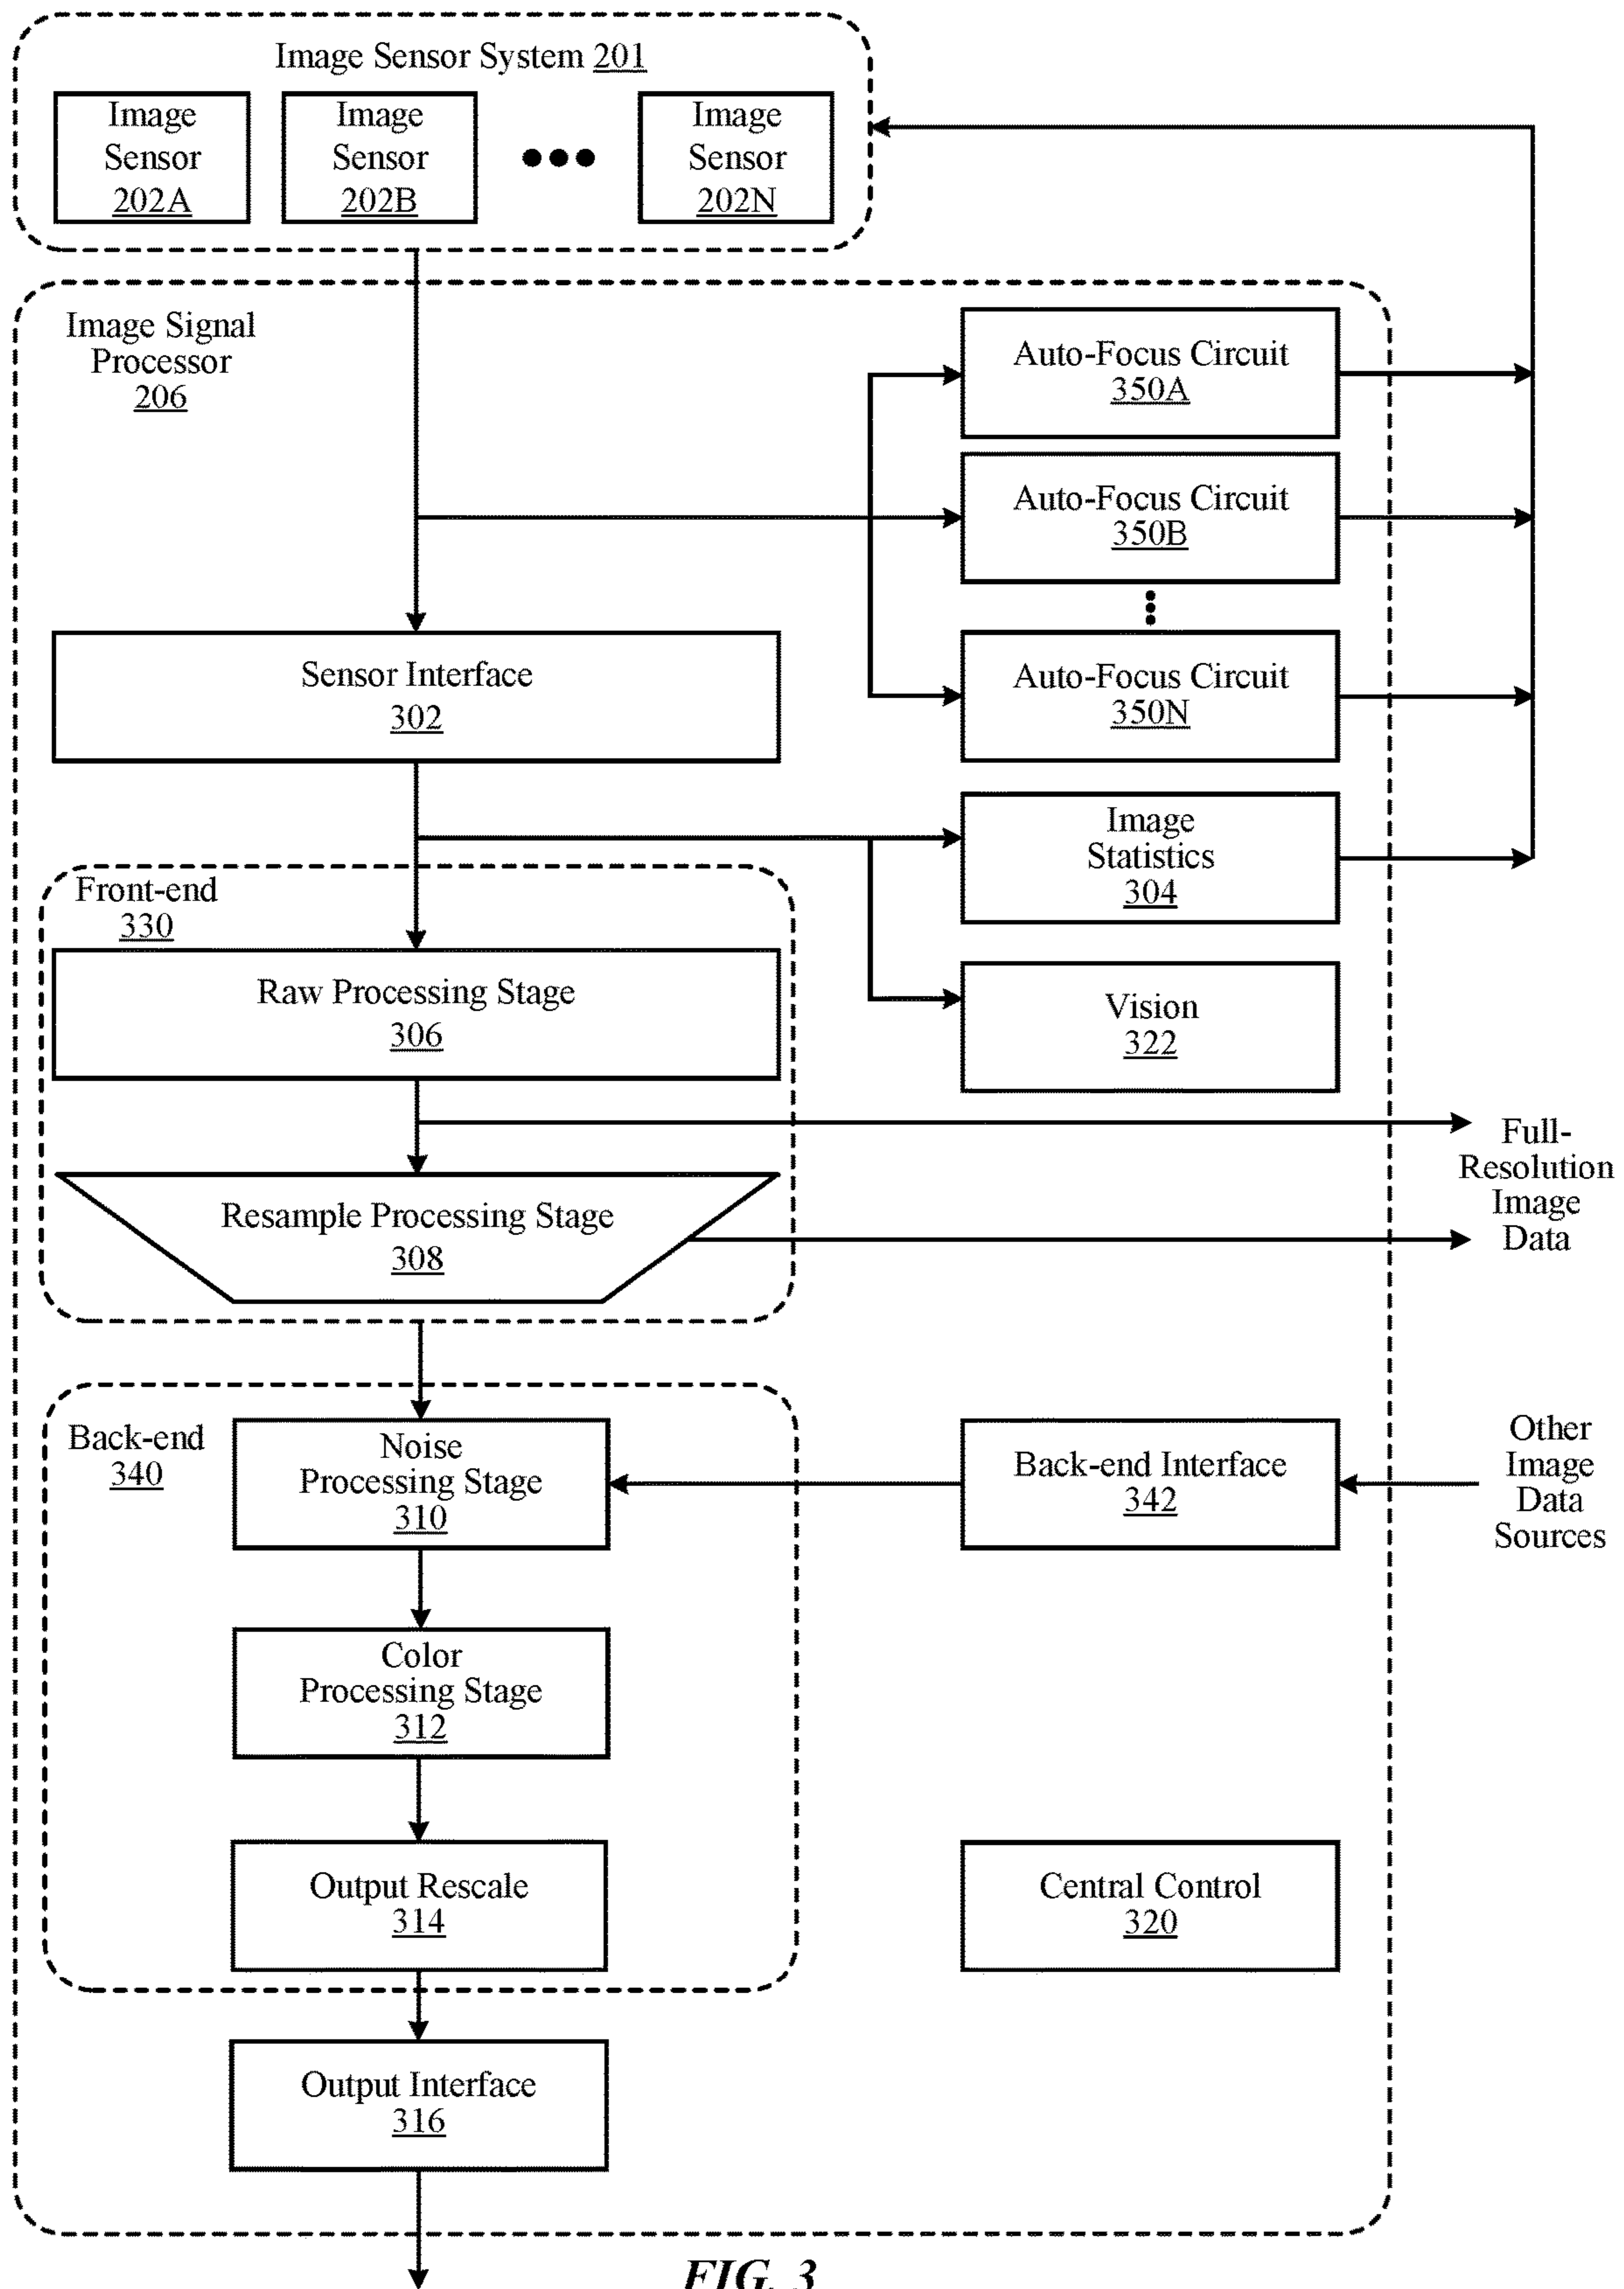 Image Sensor System 201
Image
Sensor
202A
Image
Sensor
202B
Image
Sensor
202N
Image Signal
Processor
206
Auto-Focus Circuit
350A
Auto-Focus Circuit
350B
Auto-Focus Circuit
350N
Sensor Interface
302
Image
Statistics
304
Front-end
330
Raw Processing Stage
306
Vision
322
Full-
Resolution
Image
Data
Resample Processing Stage
308
Back-end
340
Noise
Processing Stage
310
Back-end Interface
342
Other
Image
Data
Sources
Color
Processing Stage
312
Output Rescale
314
Central Control
320
Output Interface
316
FIG. 3